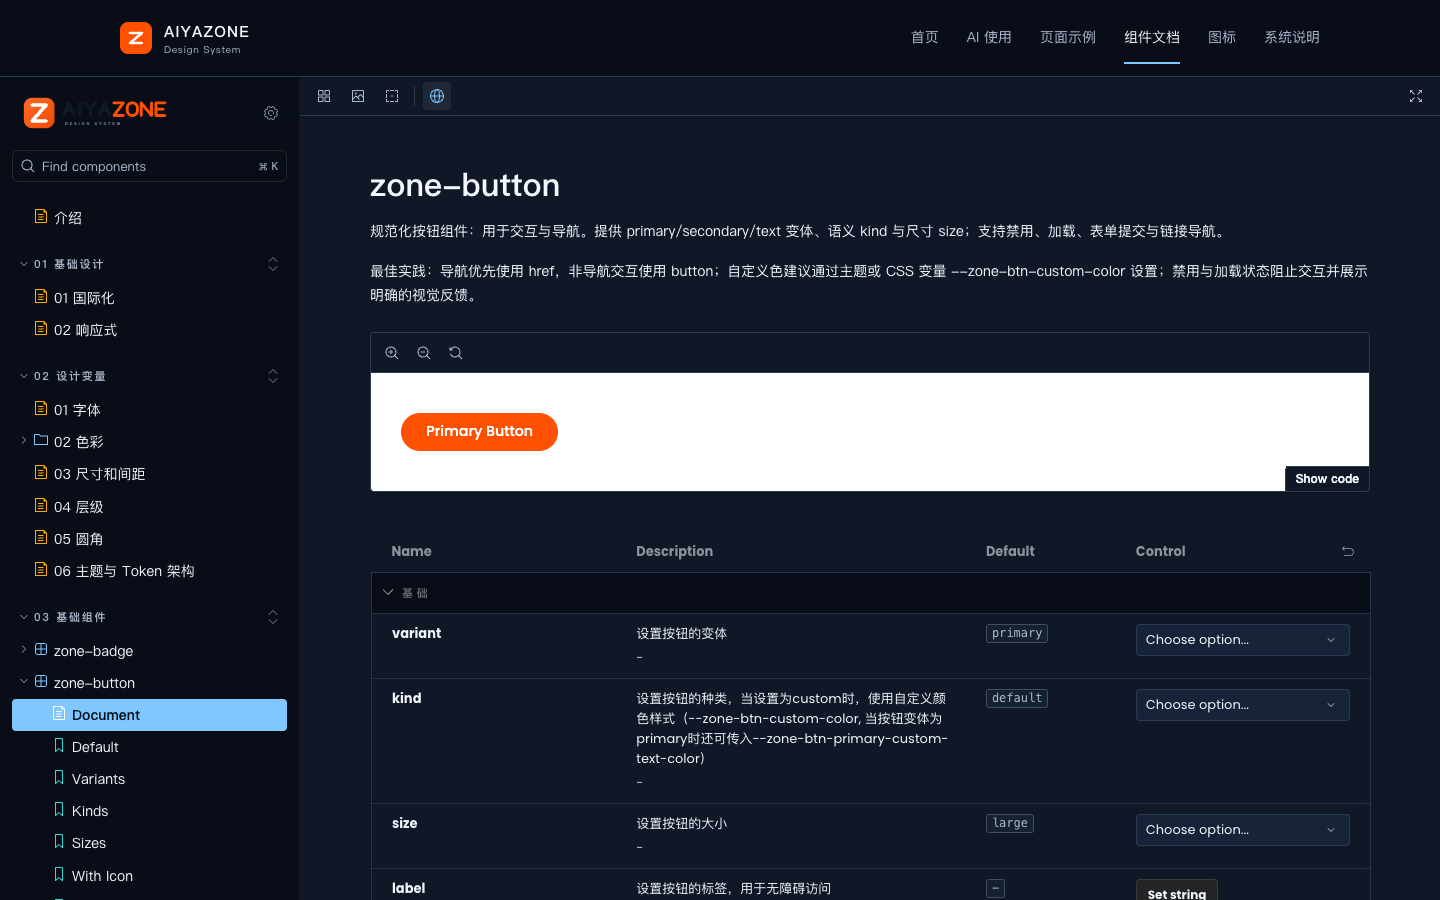 AIYAZONE
Design System
首页
AI 使用
页面示例
组件文档
图标
系统说明
AIYAZONE
DESIGN SYSTEM
Find components
⌘ K
介绍
01 基础设计
01 国际化
02 响应式
02 设计变量
01 字体
02 色彩
03 尺寸和间距
04 层级
05 圆角
06 主题与 Token 架构
03 基础组件
zone-badge
zone-button
Document
Default
Variants
Kinds
Sizes
With Icon
zone-button
规范化按钮组件：用于交互与导航。提供 primary/secondary/text 变体、语义 kind 与尺寸 size；支持禁用、加载、表单提交与链接导航。
最佳实践：导航优先使用 href，非导航交互使用 button；自定义色建议通过主题或 CSS 变量 --zone-btn-custom-color 设置；禁用与加载状态阻止交互并展示
明确的视觉反馈。
Primary Button
Show code
Name
Description
Default
Control
基础
variant
设置按钮的变体
-
primary
Choose option...
kind
设置按钮的种类，当设置为custom时，使用自定义颜
色样式（--zone-btn-custom-color, 当按钮变体为
primary时还可传入--zone-btn-primary-custom-
text-color)
-
default
Choose option...
size
设置按钮的大小
-
large
Choose option...
label
设置按钮的标签，用于无障碍访问
-
Set string